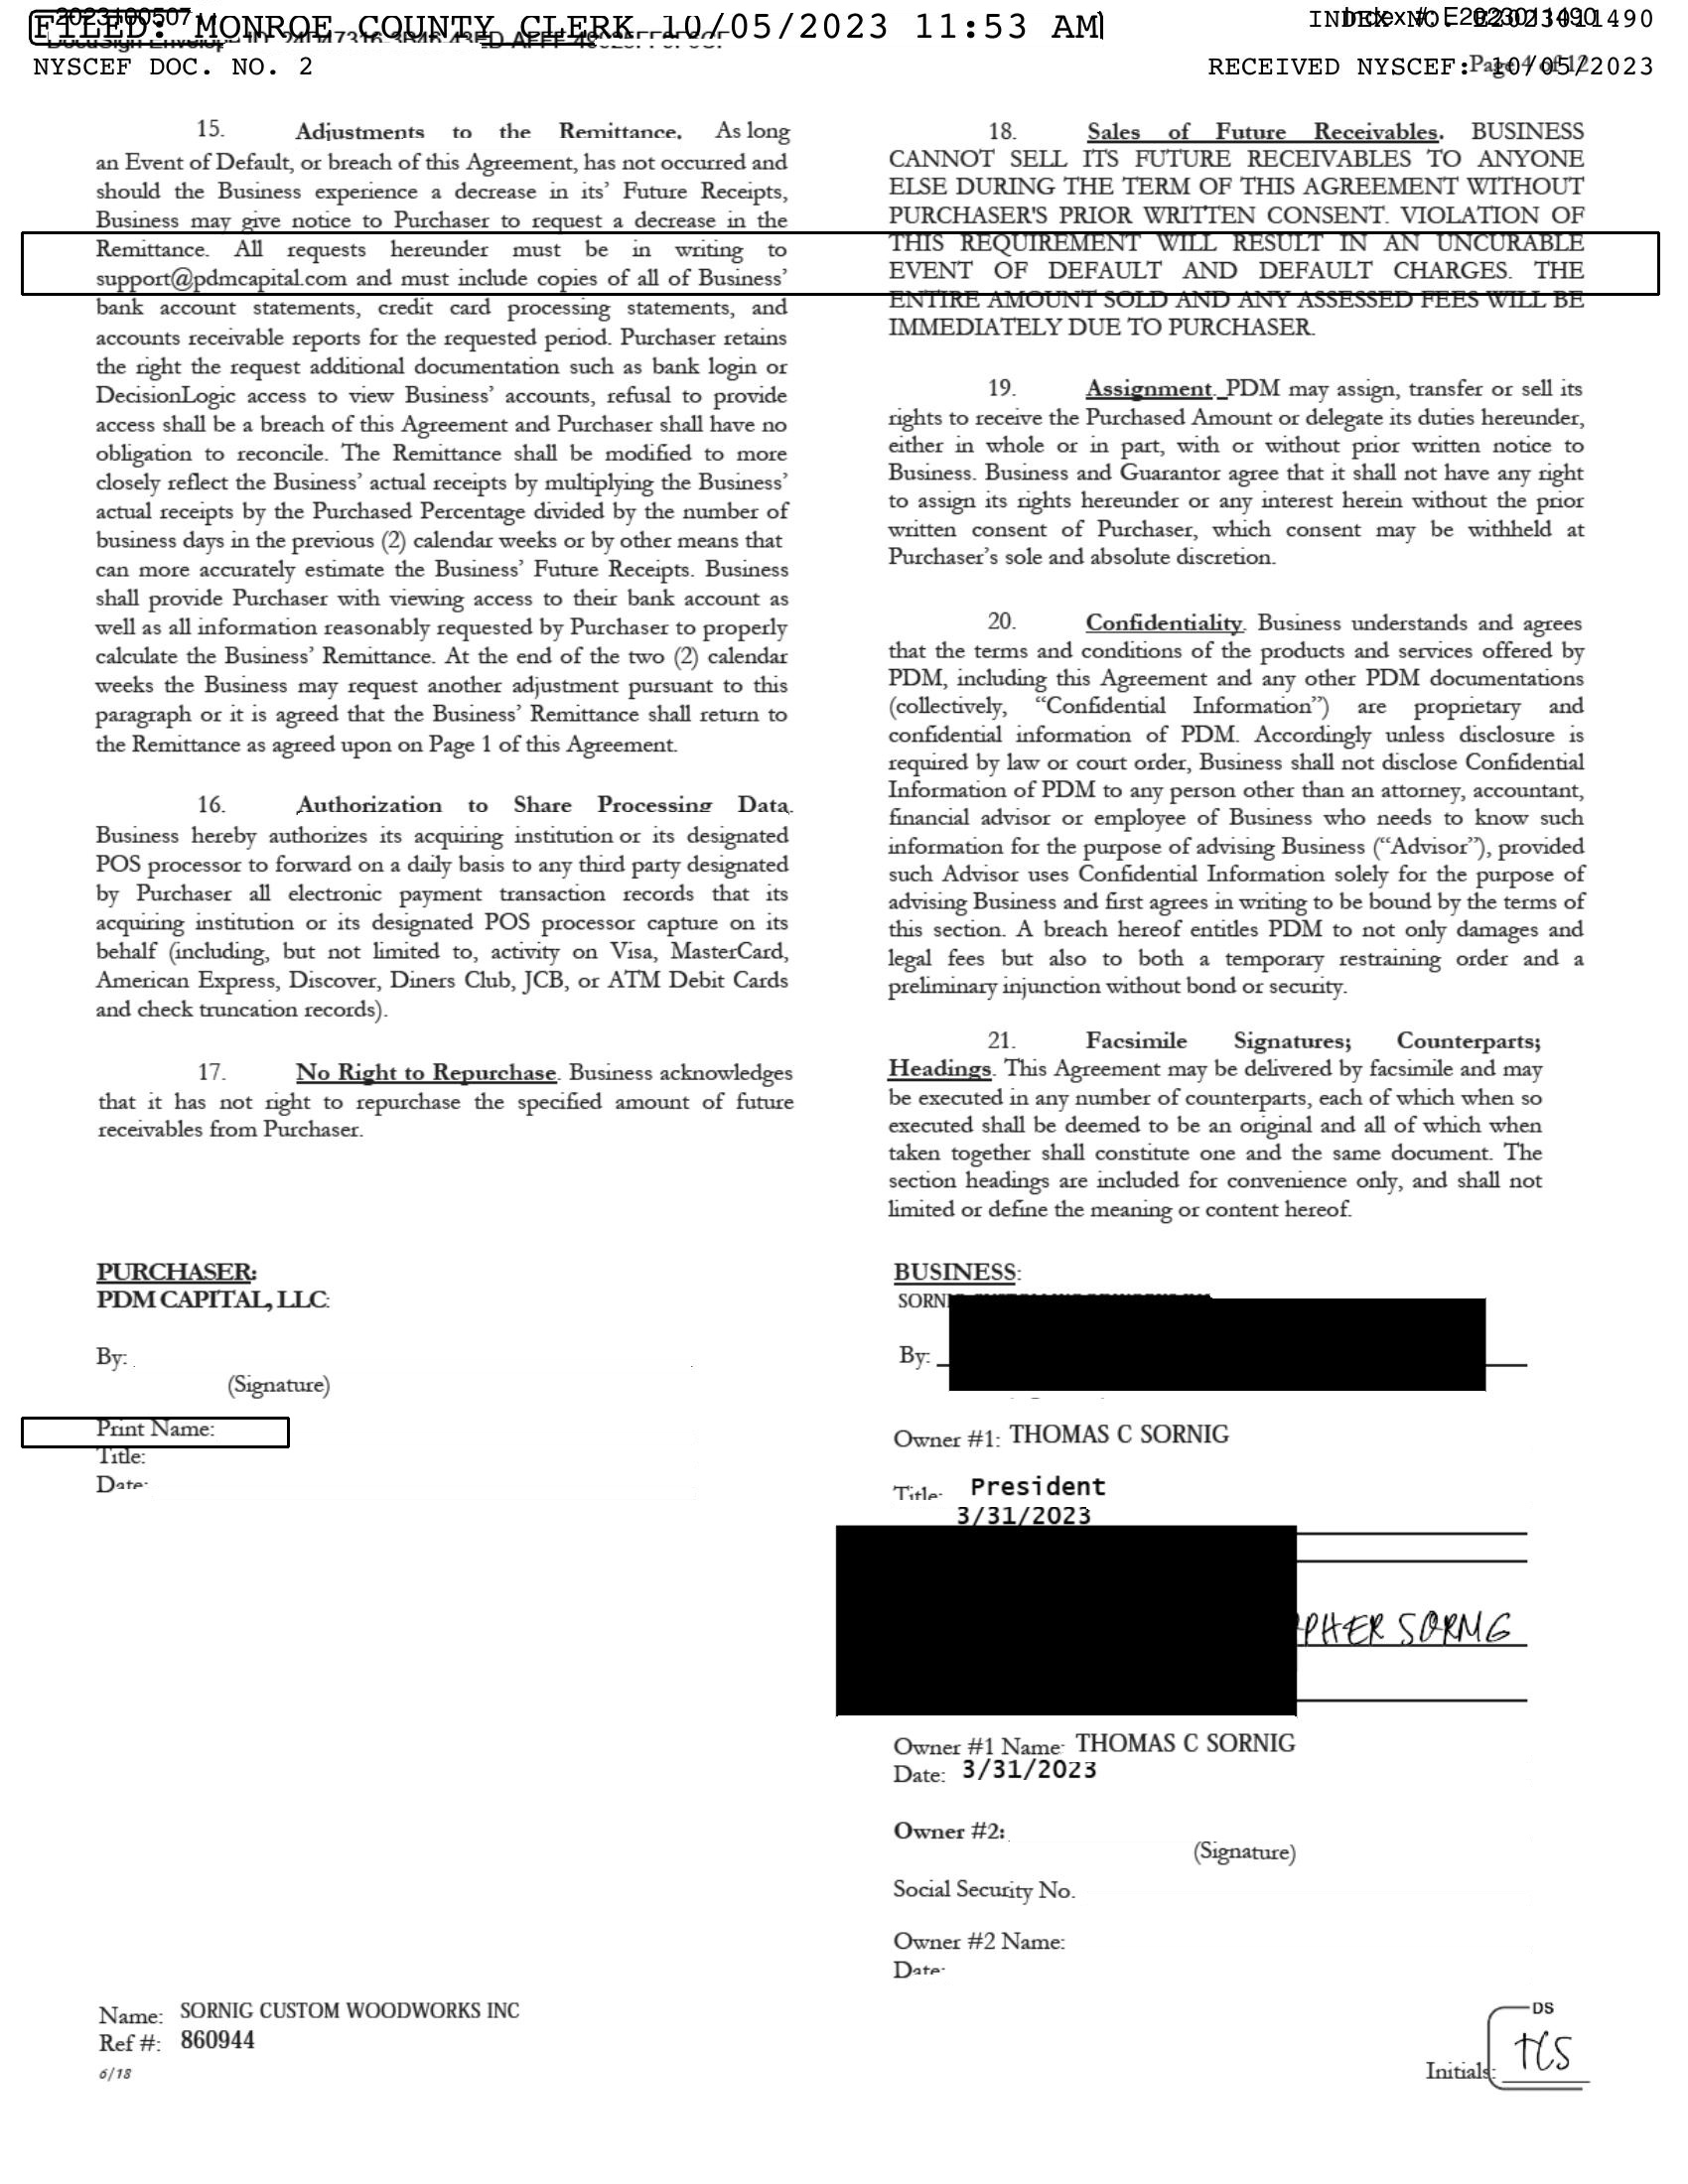 202310050​7
FILED: MONROE COUNTY CLERK 10/05/2023 11:53 AM
INDEX NO. E2023011490
Index #: E2023011490
DocuSign Envelope ID:
NYSCEF DOC. NO. 2
RECEIVED NYSCEF: 10/05/2023
Page 4 of 12
15. Adjustments to the Remittance. As long
an Event of Default, or breach of this Agreement, has not occurred and
should the Business experience a decrease in its’ Future Receipts,
Business may give notice to Purchaser to request a decrease in the
Remittance. All requests hereunder must be in writing to
support@pdmcapital.com and must include copies of all of Business’
bank account statements, credit card processing statements, and
accounts receivable reports for the requested period. Purchaser retains
the right the request additional documentation such as bank login or
DecisionLogic access to view Business’ accounts, refusal to provide
access shall be a breach of this Agreement and Purchaser shall have no
obligation to reconcile. The Remittance shall be modified to more
closely reflect the Business’ actual receipts by multiplying the Business’
actual receipts by the Purchased Percentage divided by the number of
business days in the previous (2) calendar weeks or by other means that
can more accurately estimate the Business’ Future Receipts. Business
shall provide Purchaser with viewing access to their bank account as
well as all information reasonably requested by Purchaser to properly
calculate the Business’ Remittance. At the end of the two (2) calendar
weeks the Business may request another adjustment pursuant to this
paragraph or it is agreed that the Business’ Remittance shall return to
the Remittance as agreed upon on Page 1 of this Agreement.
16. Authorization to Share Processing Data.
Business hereby authorizes its acquiring institution or its designated
POS processor to forward on a daily basis to any third party designated
by Purchaser all electronic payment transaction records that its
acquiring institution or its designated POS processor capture on its
behalf (including, but not limited to, activity on Visa, MasterCard,
American Express, Discover, Diners Club, JCB, or ATM Debit Cards
and check truncation records).
17. No Right to Repurchase. Business acknowledges
that it has not right to repurchase the specified amount of future
receivables from Purchaser.
18. Sales of Future Receivables. BUSINESS
CANNOT SELL ITS FUTURE RECEIVABLES TO ANYONE
ELSE DURING THE TERM OF THIS AGREEMENT WITHOUT
PURCHASER'S PRIOR WRITTEN CONSENT. VIOLATION OF
THIS REQUIREMENT WILL RESULT IN AN UNCURABLE
EVENT OF DEFAULT AND DEFAULT CHARGES. THE
ENTIRE AMOUNT SOLD AND ANY ASSESSED FEES WILL BE
IMMEDIATELY DUE TO PURCHASER.
19. Assignment. PDM may assign, transfer or sell its
rights to receive the Purchased Amount or delegate its duties hereunder,
either in whole or in part, with or without prior written notice to
Business. Business and Guarantor agree that it shall not have any right
to assign its rights hereunder or any interest herein without the prior
written consent of Purchaser, which consent may be withheld at
Purchaser’s sole and absolute discretion.
20. Confidentiality. Business understands and agrees
that the terms and conditions of the products and services offered by
PDM, including this Agreement and any other PDM documentations
(collectively, “Confidential Information”) are proprietary and
confidential information of PDM. Accordingly unless disclosure is
required by law or court order, Business shall not disclose Confidential
Information of PDM to any person other than an attorney, accountant,
financial advisor or employee of Business who needs to know such
information for the purpose of advising Business (“Advisor”), provided
such Advisor uses Confidential Information solely for the purpose of
advising Business and first agrees in writing to be bound by the terms of
this section. A breach hereof entitles PDM to not only damages and
legal fees but also to both a temporary restraining order and a
preliminary injunction without bond or security.
21. Facsimile Signatures; Counterparts;
Headings. This Agreement may be delivered by facsimile and may
be executed in any number of counterparts, each of which when so
executed shall be deemed to be an original and all of which when
taken together shall constitute one and the same document. The
section headings are included for convenience only, and shall not
limited or define the meaning or content hereof.
PURCHASER:
PDM CAPITAL, LLC:
By:
(Signature)
Print Name:
Title:
Date:
BUSINESS:
SORNI
By:
Owner #1: THOMAS C SORNIG
Title: President
3/31/2023
PHER SORNG
Owner #1 Name: THOMAS C SORNIG
Date: 3/31/2023
Owner #2:
(Signature)
Social Security No.
Owner #2 Name:
Date:
Name: SORNIG CUSTOM WOODWORKS INC
Ref #: 860944
6/18
DS
TCS
Initials: